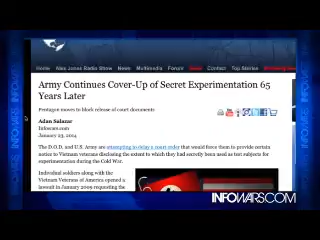 Home Alex Jones Radio Show News Multimedia Forum Contact Top Stories
Army Continues Cover-Up of Secret Experimentation 65
Years Later
Pentagon moves to block release of court documents
Adan Salazar
Infowars.com
January 23, 2014
The D.O.D. and U.S. Army are attempting to delay a court order that would force them to provide certain
notice to Vietnam veterans disclosing the extent to which they had secretly been used as test subjects for
experimentation during the Cold War.
Individual soldiers along with the
Vietnam Veterans of America opened a
lawsuit in January 2009 requesting the
INFOWARS.COM
INFOWARS
INFOWARS